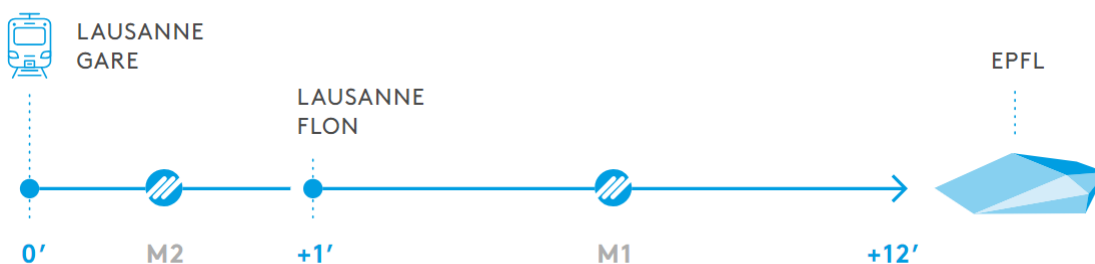 LAUSANNE
GARE
EPFL
LAUSANNE
FLON
0′
M2
+1′
M1
+12′